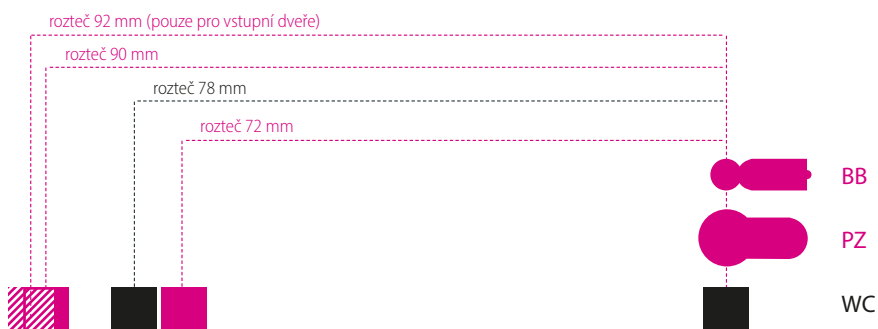 rozteč 92 mm (pouze pro vstupní dveře)
rozteč 90 mm
rozteč 78 mm
rozteč 72 mm
BB
PZ
WC